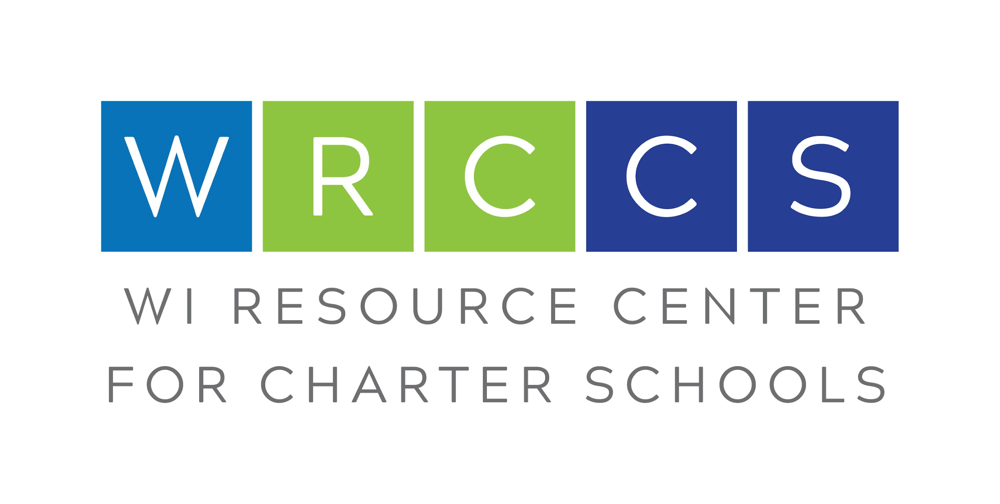 WRCCS
WI RESOURCE CENTER
FOR CHARTER SCHOOLS